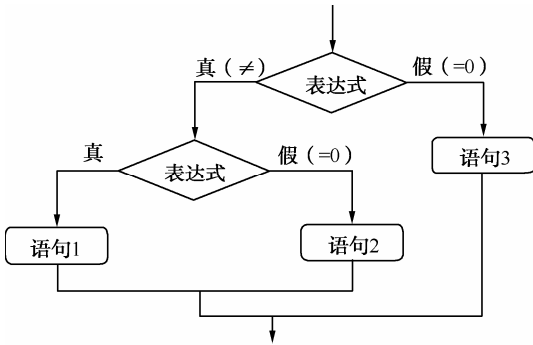 真（≠）
表达式
假（=0）
真
表达式
假（=0）
语句3
语句1
语句2